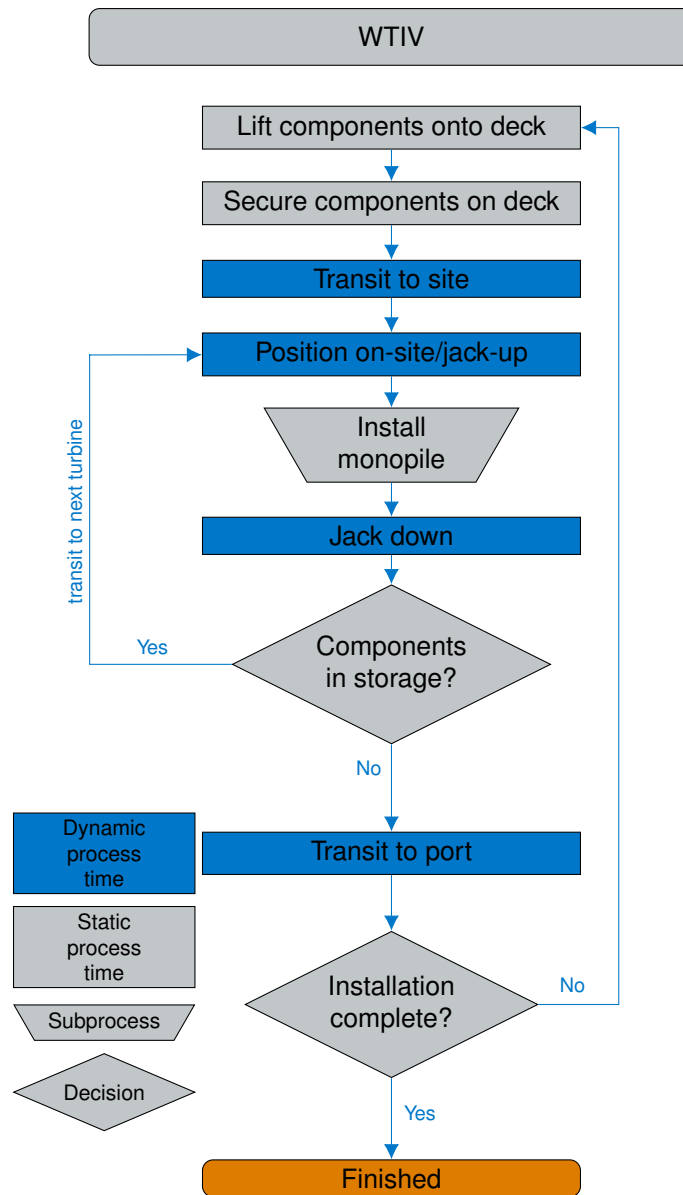 WTIV
Lift components onto deck
Secure components on deck
Transit to site
Position on-site/jack-up
transit to next turbine
Install
monopile
Jack down
Components
in storage?
Yes
No
Transit to port
Dynamic
process
time
Static
process
time
Subprocess
Decision
Installation
complete?
No
Yes
Finished